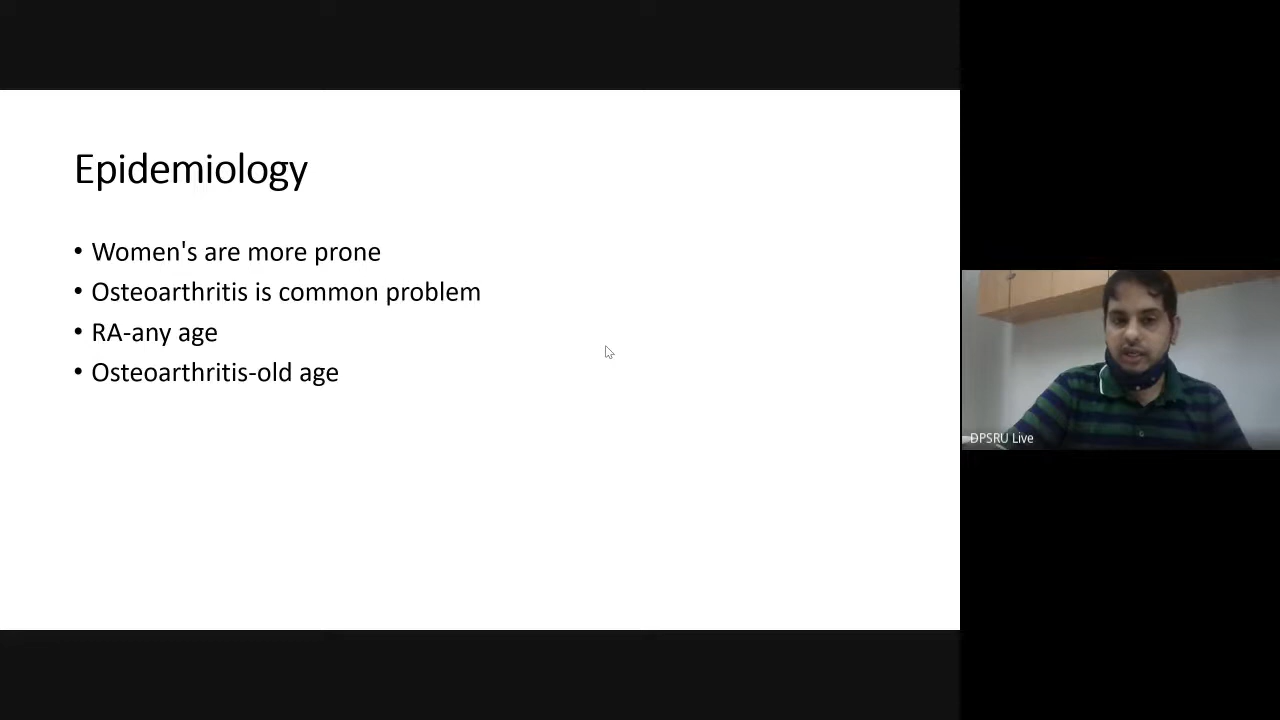 Epidemiology
• Women's are more prone
• Osteoarthritis is common problem
• RA-any age
• Osteoarthritis-old age
DPSRU Live